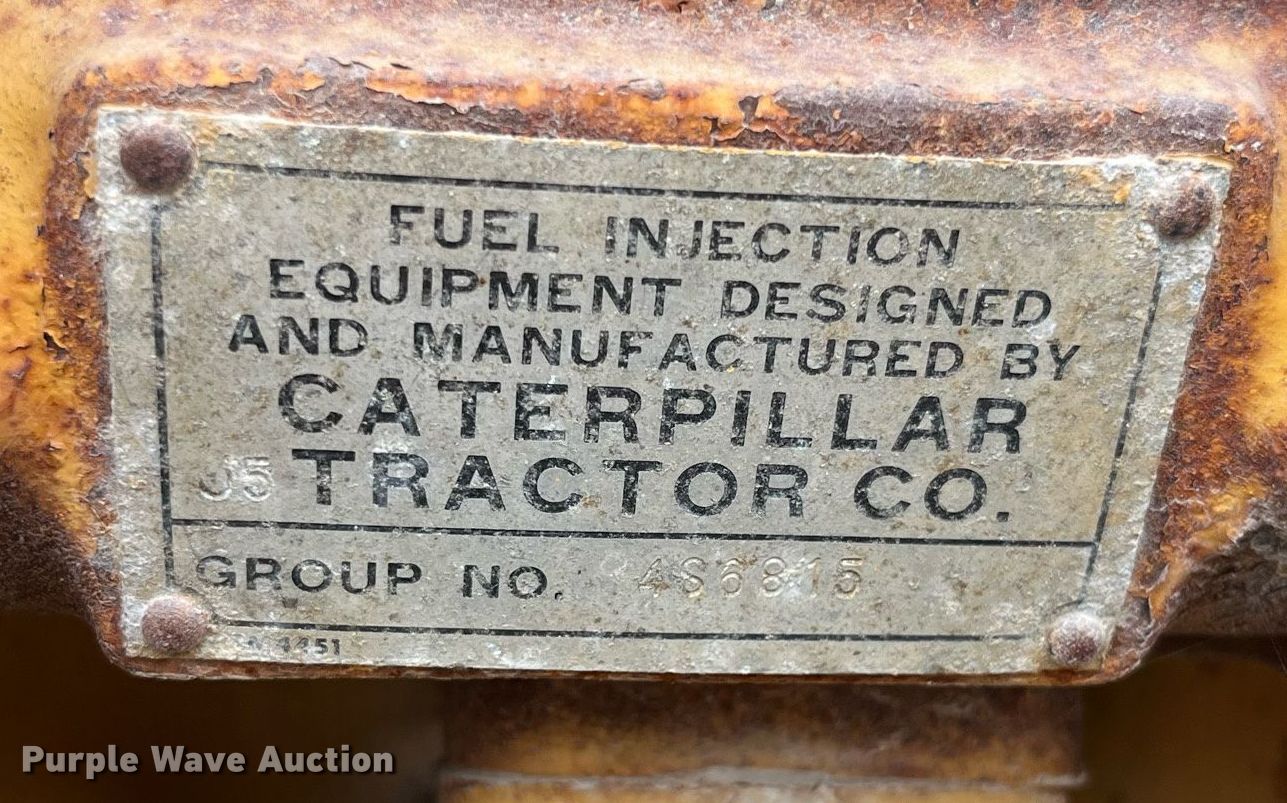 FUEL INJECTION
EQUIPMENT DESIGNED
AND MANUFACTURED BY
CATERPILLAR
J5 TRACTOR CO.
GROUP NO. 4S6815
Purple Wave Auction